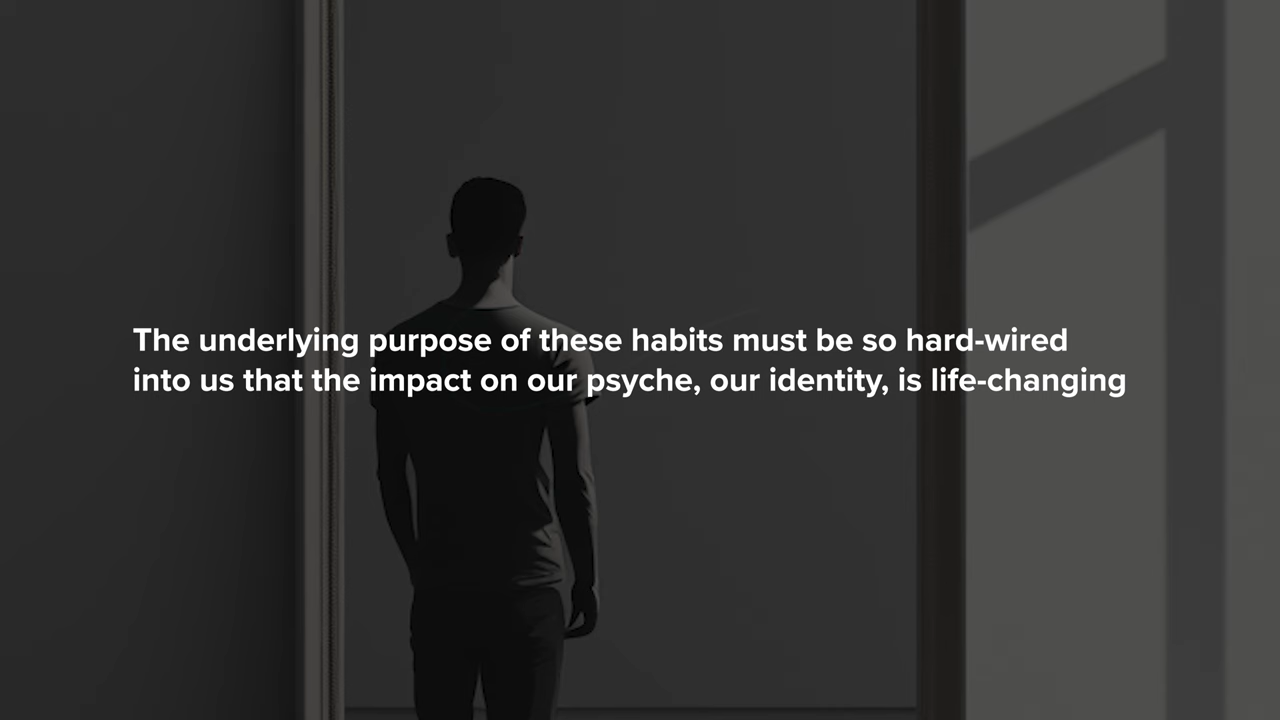 The underlying purpose of these habits must be so hard-wired
into us that the impact on our psyche, our identity, is life-changing